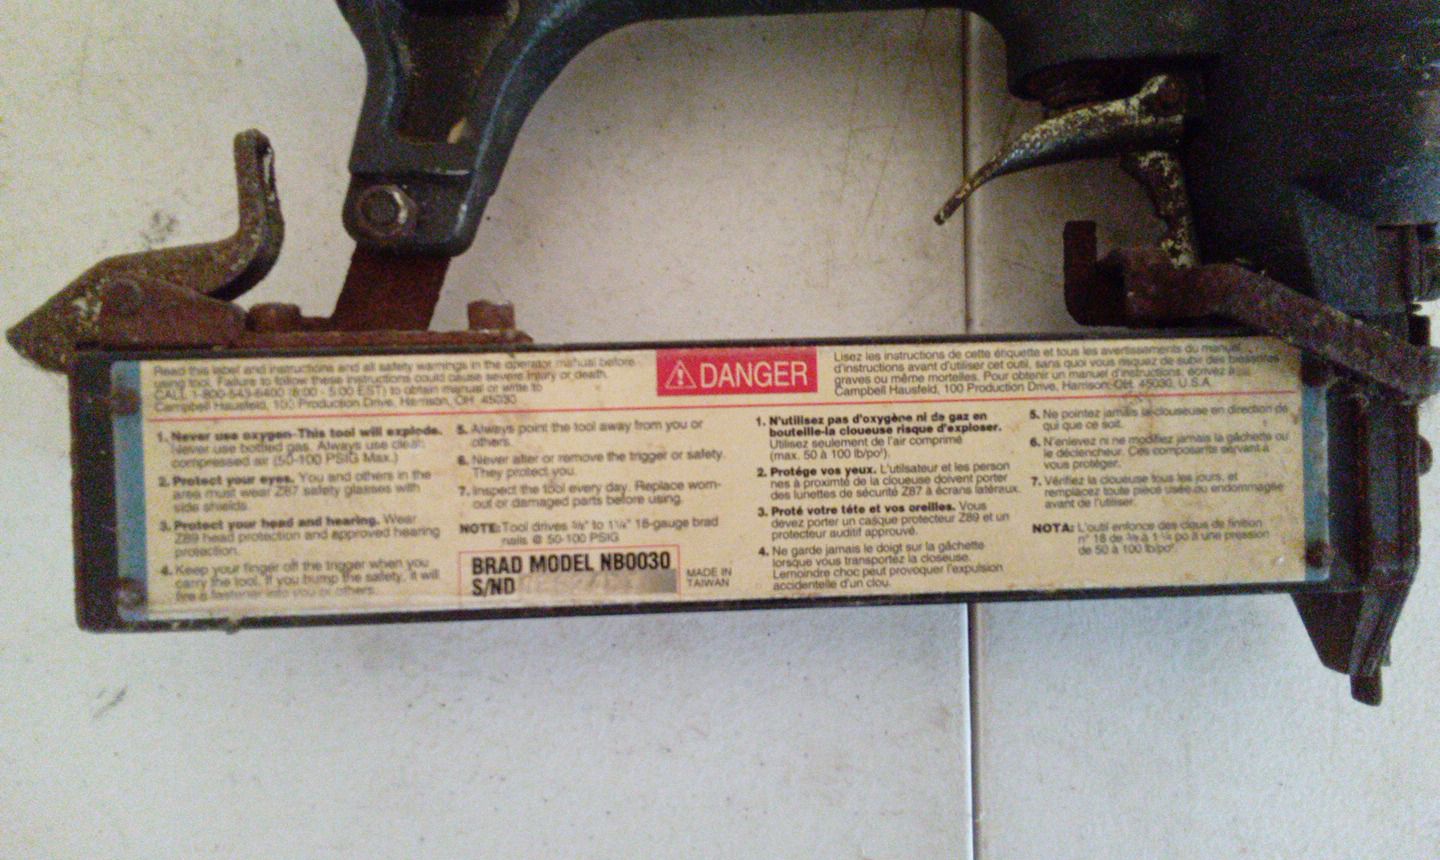 Read this label and instructions and all safety warnings in the operator manual before
using tool. Failure to follow these instructions could cause severe injury or death.
CALL 1-800-543-6400 (8:00 - 5:00 EST) to obtain manual or write to
Campbell Hausfeld, 100 Production Drive, Harrison, OH 45030
DANGER
Lisez les instructions de cette étiquette et tous les avertissements du manuel
d'instructions avant d'utiliser cet outil, sans quoi vous risquez de subir des blessures
graves ou même mortelles. Pour obtenir un manuel d'instructions, écrivez à
Campbell Hausfeld, 100 Production Drive, Harrison, OH, 45030, U.S.A.
1. Never use oxygen-This tool will explode.
Never use bottled gas. Always use clean
compressed air (50-100 PSIG Max.)
2. Protect your eyes. You and others in the
area must wear Z87 safety glasses with
side shields.
3. Protect your head and hearing. Wear
Z89 head protection and approved hearing
protection.
4. Keep your finger off the trigger when you
carry the tool. If you bump the safety, it will
fire a fastener into you or others.
5. Always point the tool away from you or
others.
6. Never alter or remove the trigger or safety.
They protect you.
7. Inspect the tool every day. Replace worn-
out or damaged parts before using.
NOTE: Tool drives 3/8" to 1 1/4" 18-gauge brad
nails @ 50-100 PSIG
BRAD MODEL NB0030
S/ND
MADE IN
TAIWAN
1. N'utilisez pas d'oxygène ni de gaz en
bouteille-la cloueuse risque d'exploser.
Utilisez seulement de l'air comprimé
(max. 50 à 100 lb/po²).
2. Protége vos yeux. L'utilisateur et les person
nes à proximité de la cloueuse doivent porter
des lunettes de sécurité Z87 à écrans latéraux.
3. Proté votre téte et vos oreilles. Vous
devez porter un casque protecteur Z89 et un
protecteur auditif approuvé.
4. Ne garde jamais le doigt sur la gâchette
lorsque vous transportez la closeuse.
Lemoindre choc peut provoquer l'expulsion
accidentelle d'un clou.
5. Ne pointez jamais la clouseuse en direction de
qui que ce soit.
6. N'enlevez ni ne modifiez jamais la gâchette ou
le déclencheur. Ces composants servant à
vous protéger.
7. Vérifiez la cloueuse tous les jours, et
remplacez toute pièce usée ou endommagée
avant de l'utiliser.
NOTA: L'outil enfonce des clous de finition
n° 18 de 3/8 à 1 1/4 po à une pression
de 50 à 100 lb/po².